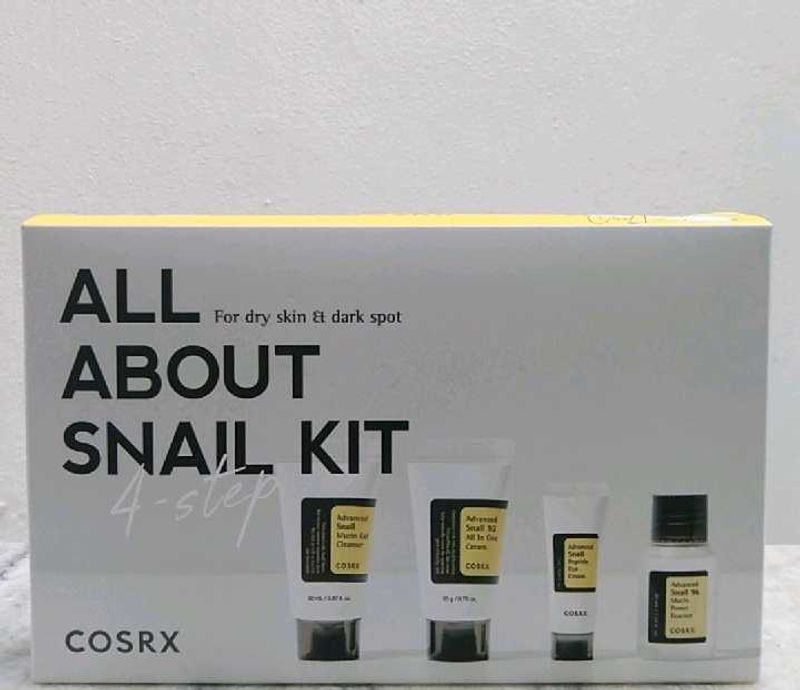 ALL For dry skin & dark spot
ABOUT
SNAIL KIT
4-step
Advanced
Snail
Mucin Gel
Cleanser
COSRX
Advanced
Snail 92
All In One
Cream
COSRX
Advanced
Snail
Peptide
Eye
Cream
COSRX
Advanced
Snail 96
Mucin
Power
Essence
COSRX
COSRX